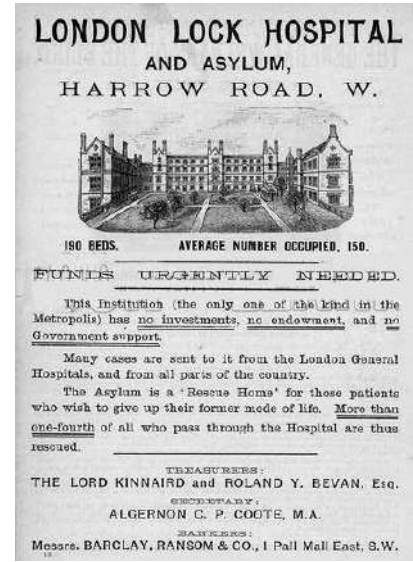 LONDON LOCK HOSPITAL
AND ASYLUM,
HARROW ROAD, W.
190 BEDS. AVERAGE NUMBER OCCUPIED, 150.
FUNDS URGENTLY NEEDED.
This Institution (the only one of the kind in the
Metropolis) has no investments, no endowment, and no
Government support.
Many cases are sent to it from the London General
Hospitals, and from all parts of the country.
The Asylum is a 'Rescue Home' for those patients
who wish to give up their former mode of life. More than
one-fourth of all who pass through the Hospital are thus
rescued.
TREASURERS:
THE LORD KINNAIRD and ROLAND Y. BEVAN, Esq.
SECRETARY:
ALGERNON C. P. COOTE, M.A.
BANKERS:
Messrs. BARCLAY, RANSOM & CO., 1 Pall Mall East, S.W.